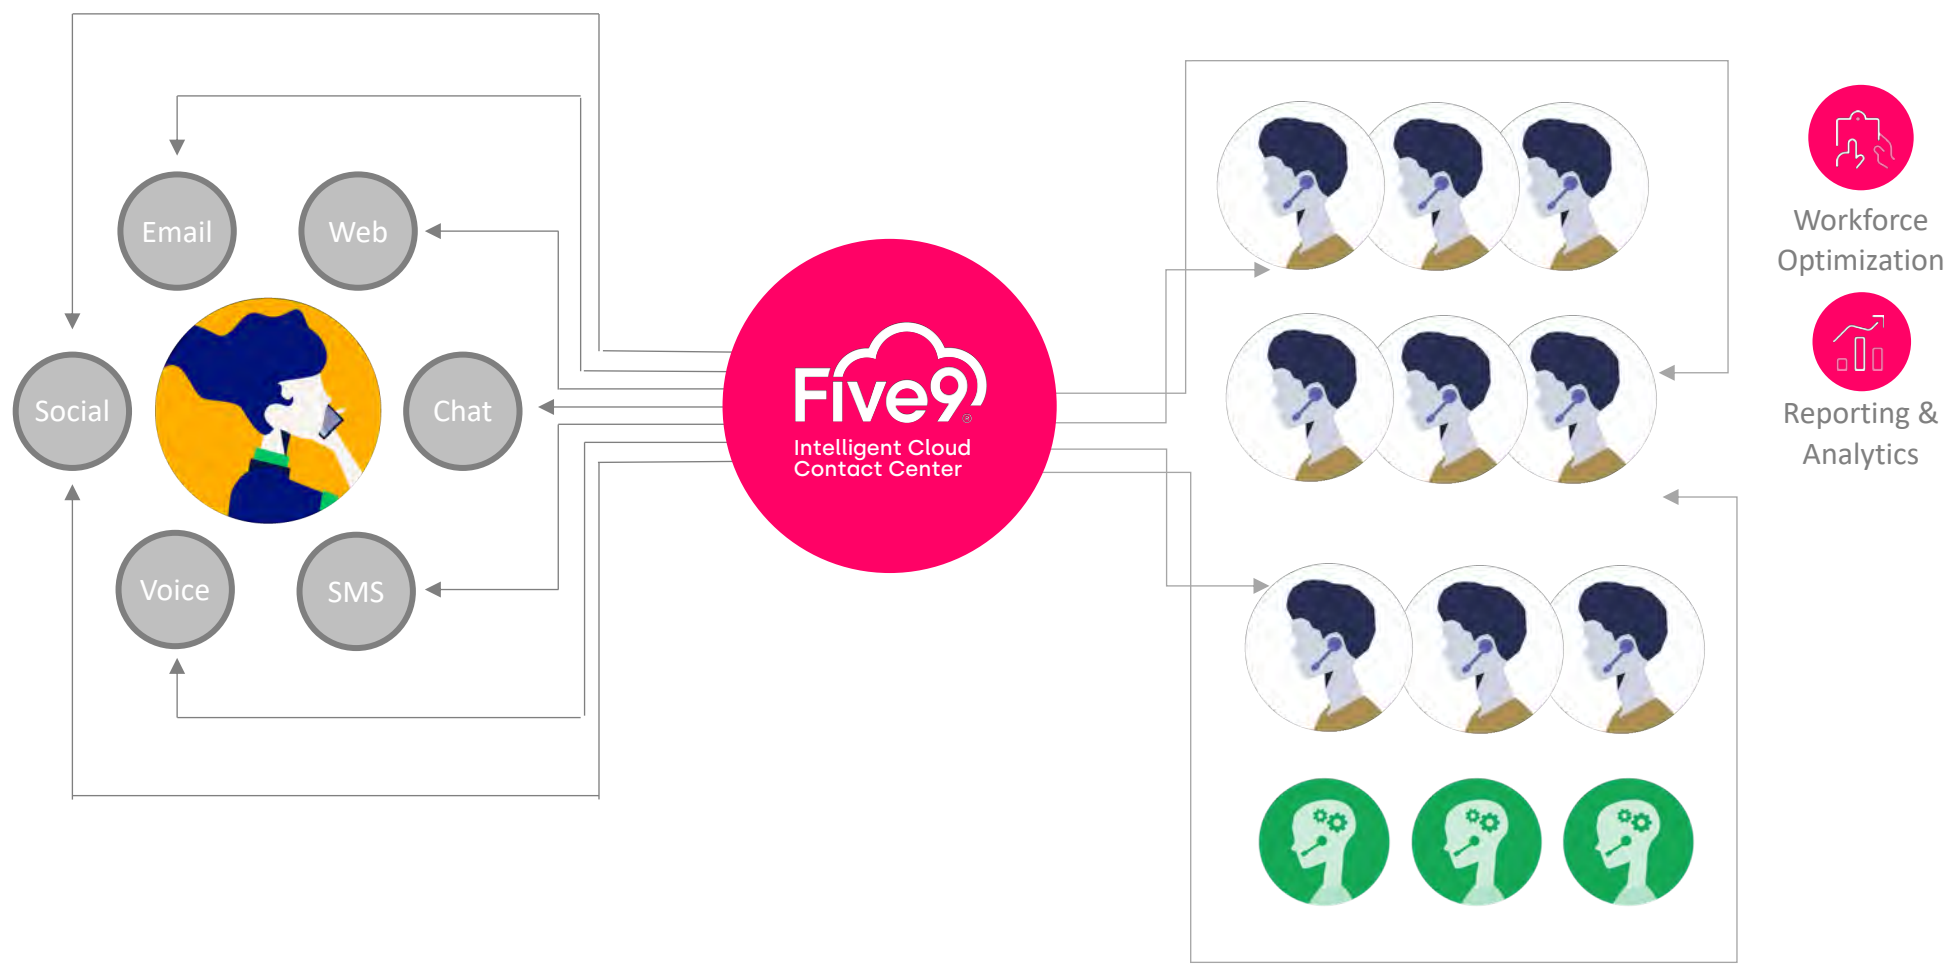 Email
Web
Social
Chat
Voice
SMS
Five9®
Intelligent Cloud
Contact Center
Workforce
Optimization
Reporting &
Analytics